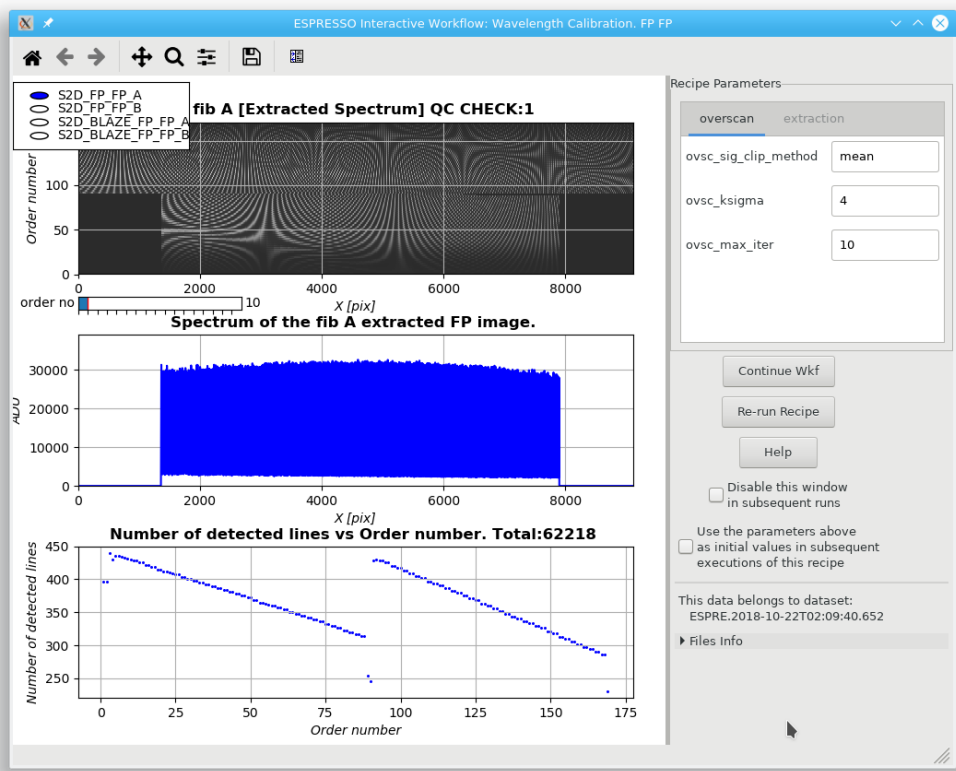 ESPRESSO Interactive Workflow: Wavelength Calibration. FP FP
S2D_FP_FP_A
S2D_FP_FP_B
S2D_BLAZE_FP_FP_A
S2D_BLAZE_FP_FP_B
fib A [Extracted Spectrum] QC CHECK:1
Order number
100
50
0
0 2000 4000 6000 8000
X [pix]
order no 10
Spectrum of the fib A extracted FP image.
ADU
30000
20000
10000
0
0 2000 4000 6000 8000
X [pix]
Number of detected lines vs Order number. Total:62218
Number of detected lines
450
400
350
300
250
0 25 50 75 100 125 150 175
Order number
Recipe Parameters
overscan extraction
ovsc_sig_clip_method mean
ovsc_ksigma 4
ovsc_max_iter 10
Continue Wkf
Re-run Recipe
Help
Disable this window
in subsequent runs
Use the parameters above
as initial values in subsequent
executions of this recipe
This data belongs to dataset:
ESPRE.2018-10-22T02:09:40.652
Files Info